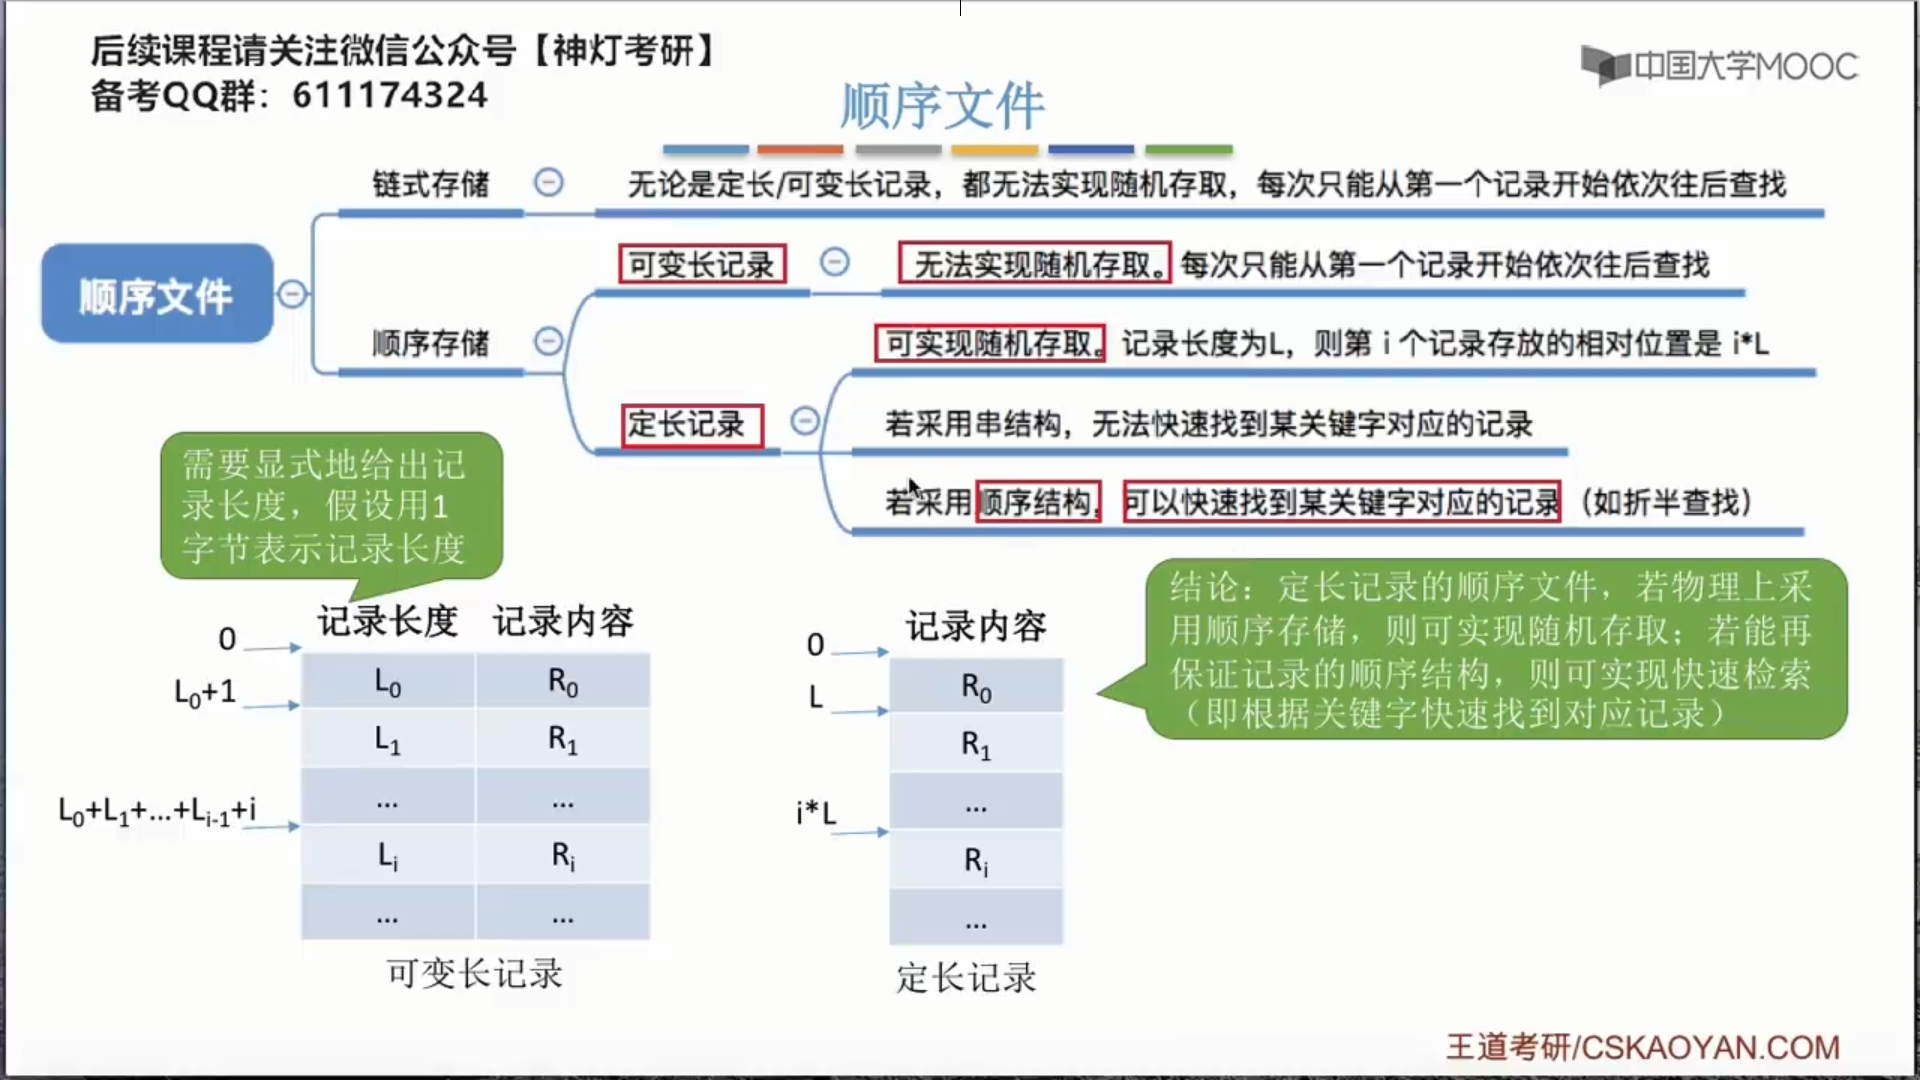 后续课程请关注微信公众号【神灯考研】
备考QQ群：611174324
中国大学MOOC
顺序文件
链式存储
无论是定长/可变长记录，都无法实现随机存取，每次只能从第一个记录开始依次往后查找
可变长记录
无法实现随机存取。每次只能从第一个记录开始依次往后查找
顺序文件
顺序存储
可实现随机存取。记录长度为L，则第 i 个记录存放的相对位置是 i*L
定长记录
若采用串结构，无法快速找到某关键字对应的记录
若采用顺序结构，可以快速找到某关键字对应的记录（如折半查找）
需要显式地给出记
录长度，假设用1
字节表示记录长度
结论：定长记录的顺序文件，若物理上采
用顺序存储，则可实现随机存取；若能再
保证记录的顺序结构，则可实现快速检索
（即根据关键字快速找到对应记录）
记录长度 记录内容
0
L₀ R₀
L₀+1
L₁ R₁
... ...
L₀+L₁+...+Lᵢ₋₁+i
Lᵢ Rᵢ
... ...
可变长记录
记录内容
0
R₀
L
R₁
...
i*L
Rᵢ
...
定长记录
王道考研/CSKAOYAN.COM